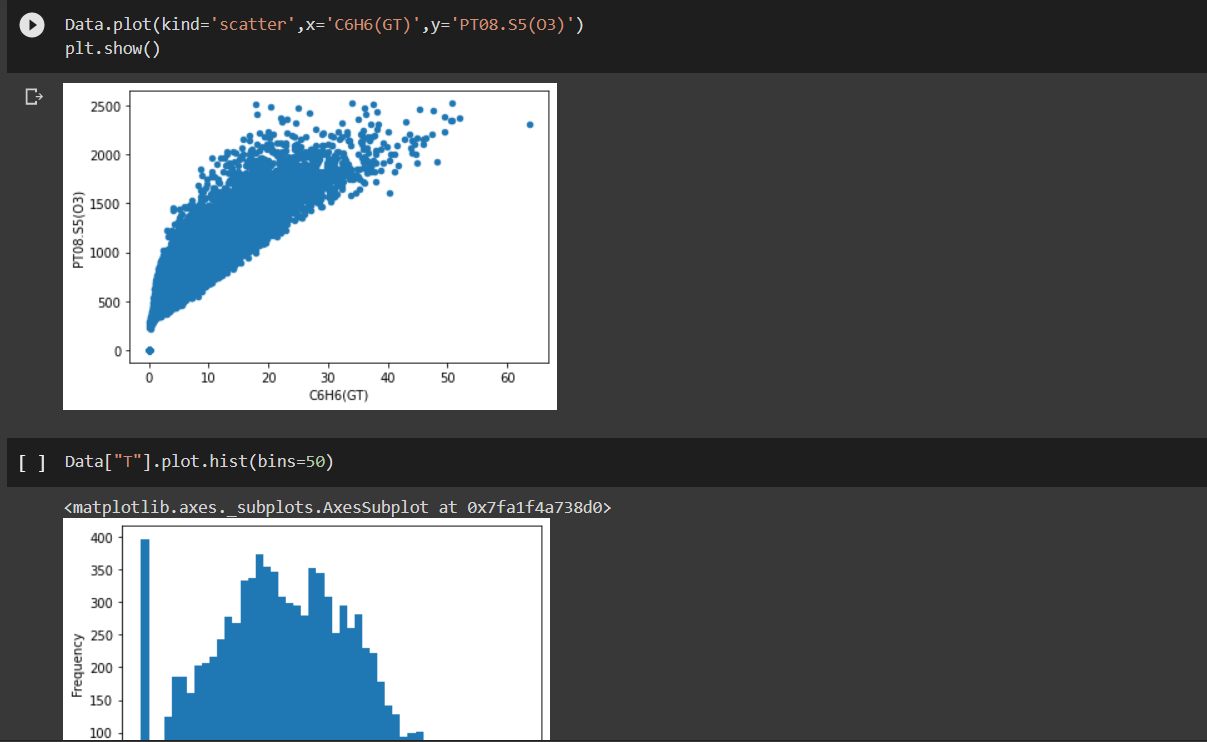 Data.plot(kind='scatter',x='C6H6(GT)',y='PT08.S5(O3)')
plt.show()
2500
2000
1500
1000
500
0
PT08.S5(O3)
0 10 20 30 40 50 60
C6H6(GT)
[ ] Data["T"].plot.hist(bins=50)
<matplotlib.axes._subplots.AxesSubplot at 0x7fa1f4a738d0>
400
350
300
250
200
150
100
Frequency